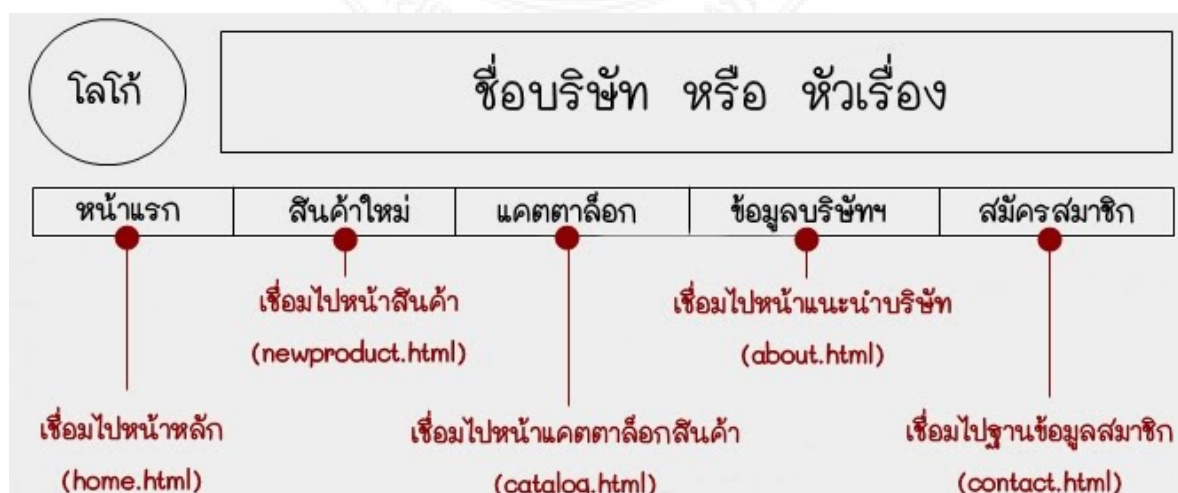 โลโก้
ชื่อบริษัท หรือ หัวเรื่อง
หน้าแรก
สินค้าใหม่
แคตตาล็อก
ข้อมูลบริษัทฯ
สมัครสมาชิก
เชื่อมไปหน้าสินค้า
(newproduct.html)
เชื่อมไปหน้าแนะนำบริษัท
(about.html)
เชื่อมไปหน้าหลัก
(home.html)
เชื่อมไปหน้าแคตตาล็อกสินค้า
(catalog.html)
เชื่อมไปฐานข้อมูลสมาชิก
(contact.html)